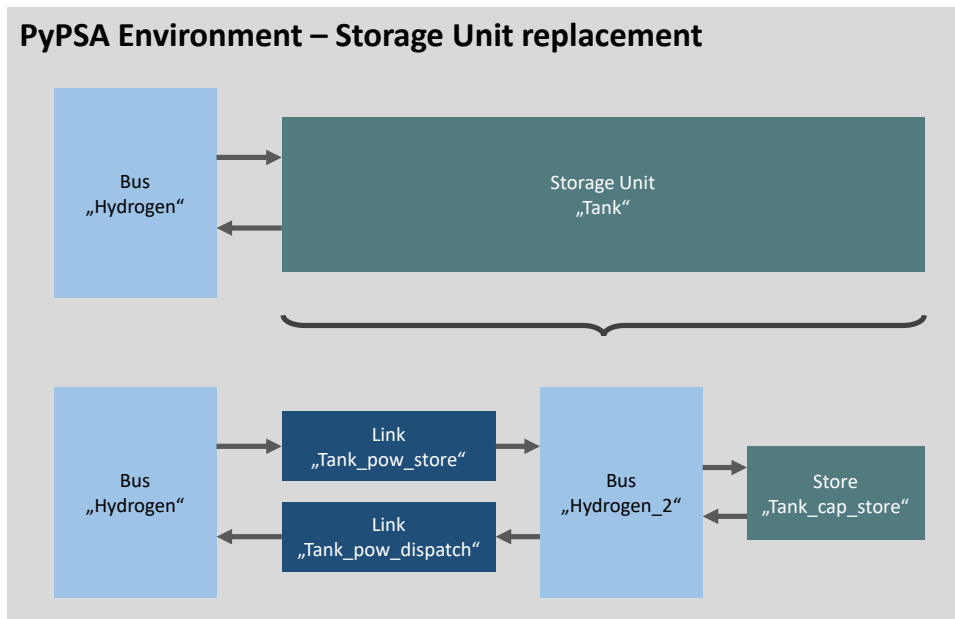 PyPSA Environment – Storage Unit replacement
Bus
„Hydrogen“
Storage Unit
„Tank“
Bus
„Hydrogen“
Link
„Tank_pow_store“
Link
„Tank_pow_dispatch“
Bus
„Hydrogen_2“
Store
„Tank_cap_store“